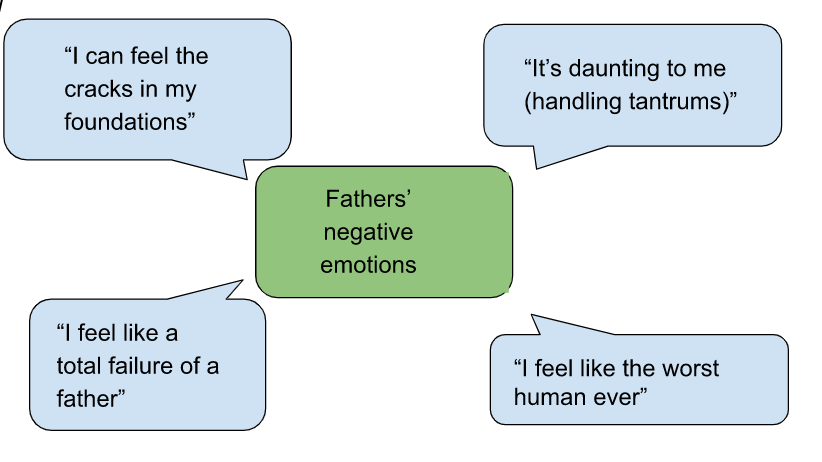 “I can feel the
cracks in my
foundations”
“It’s daunting to me
(handling tantrums)”
Fathers’
negative
emotions
“I feel like a
total failure of a
father”
“I feel like the worst
human ever”